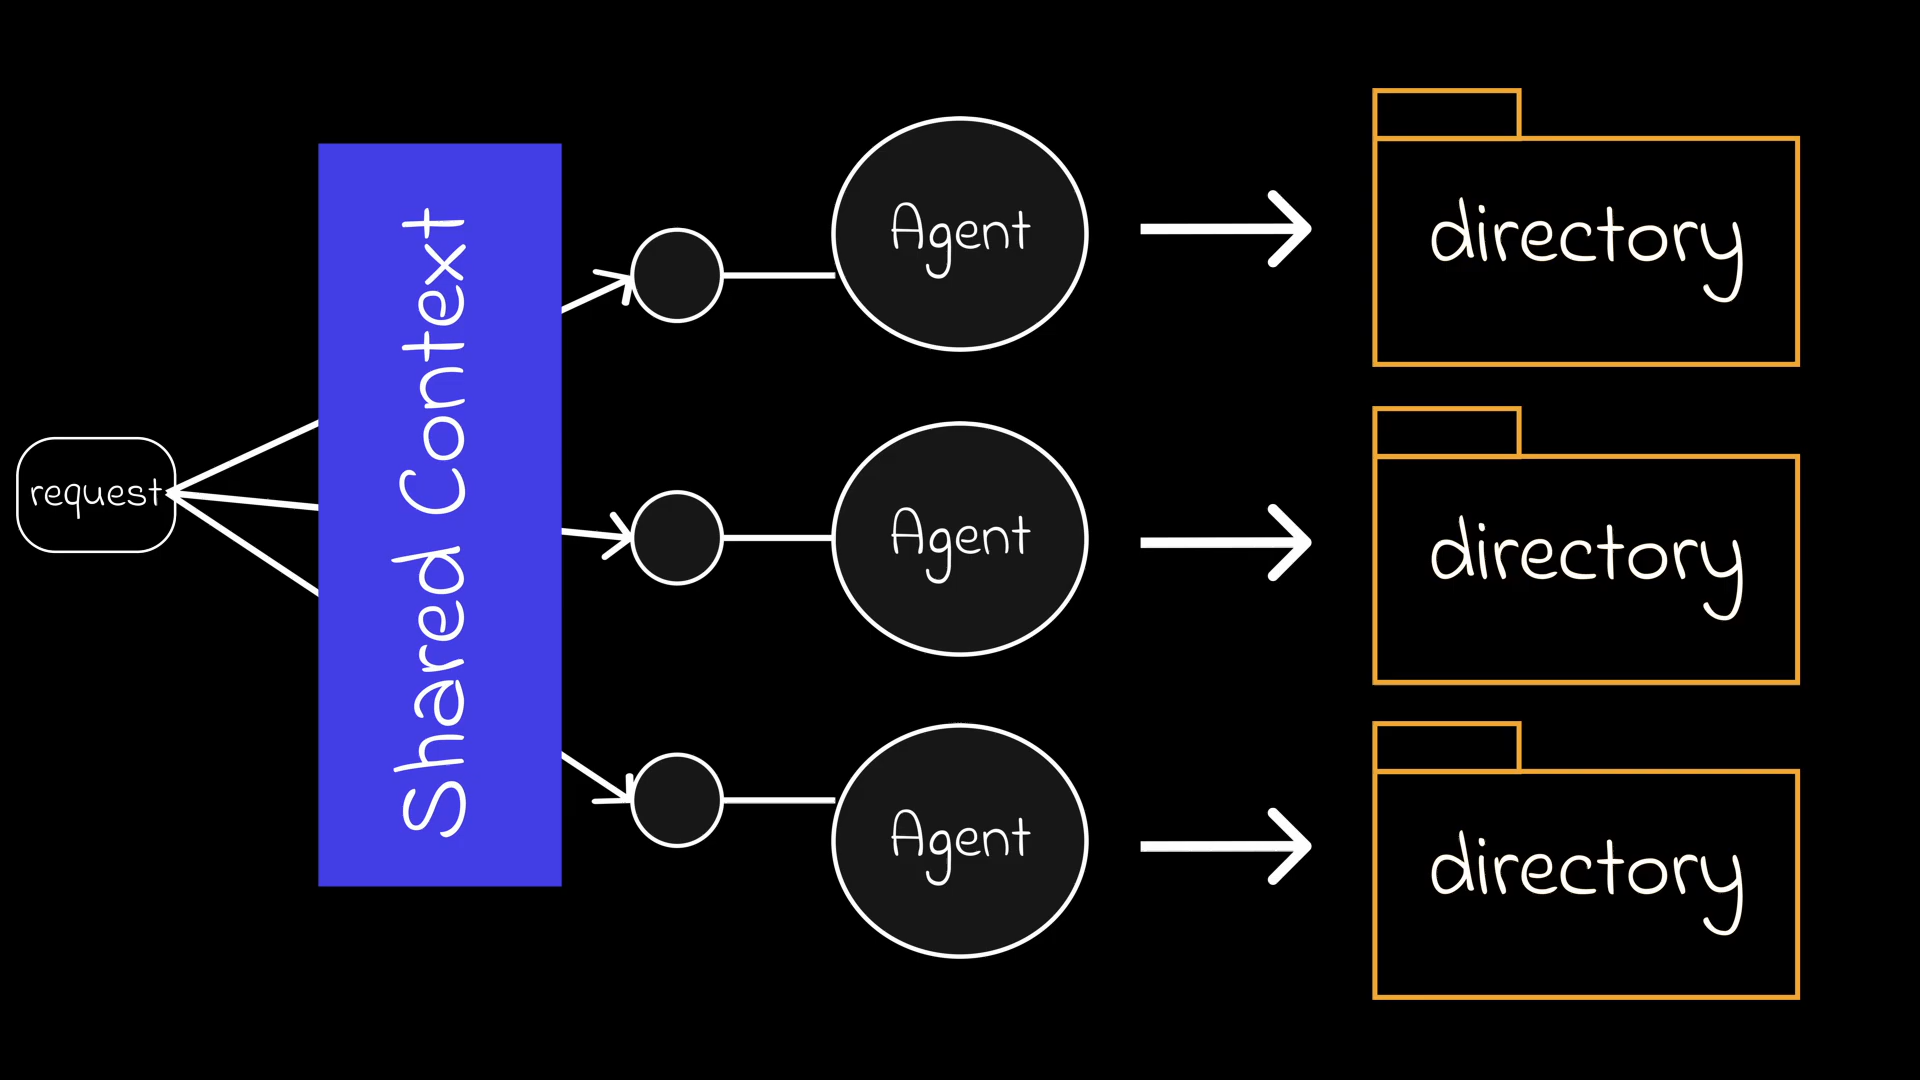 request
Shared Context
Agent
directory
Agent
directory
Agent
directory